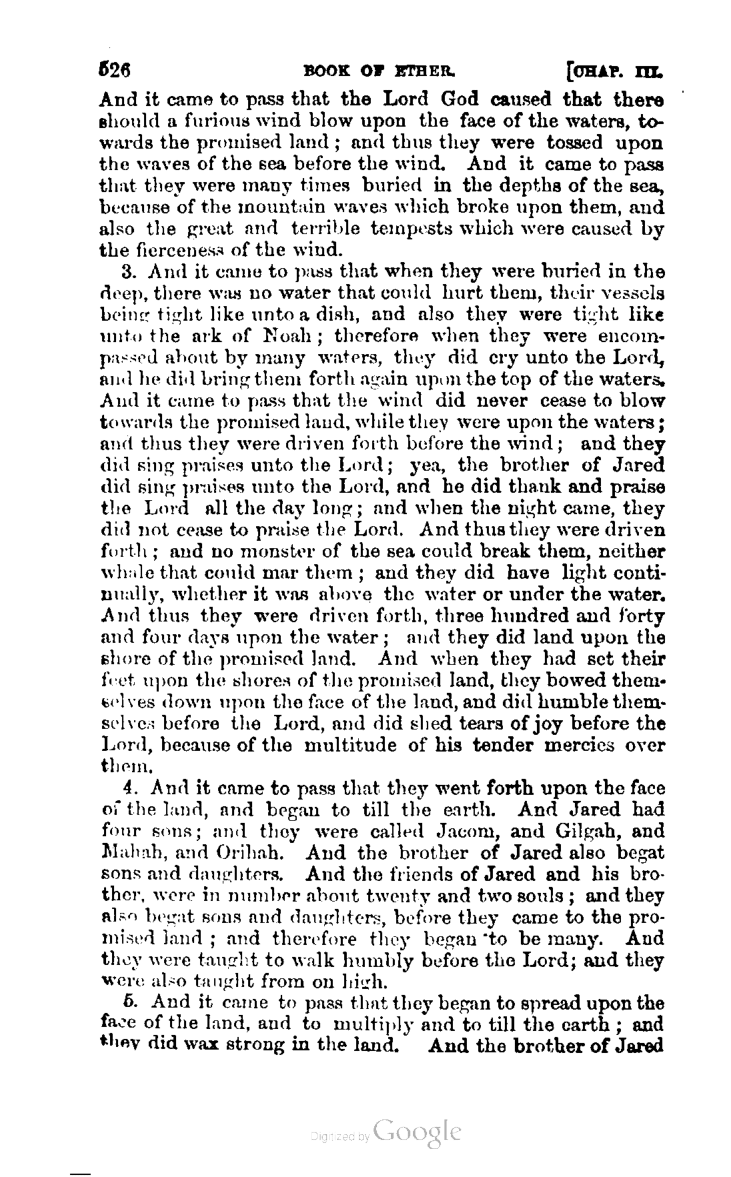 526 BOOK OF ETHER. [CHAP. III.
And it came to pass that the Lord God caused that there
should a furious wind blow upon the face of the waters, to-
wards the promised land ; and thus they were tossed upon
the waves of the sea before the wind. And it came to pass
that they were many times buried in the depths of the sea,
because of the mountain waves which broke upon them, and
also the great and terrible tempests which were caused by
the fierceness of the wind.
3. And it came to pass that when they were buried in the
deep, there was no water that could hurt them, their vessels
being tight like unto a dish, and also they were tight like
unto the ark of Noah ; therefore when they were encom-
passed about by many waters, they did cry unto the Lord,
and he did bring them forth again upon the top of the waters.
And it came to pass that the wind did never cease to blow
towards the promised land, while they were upon the waters ;
and thus they were driven forth before the wind ; and they
did sing praises unto the Lord ; yea, the brother of Jared
did sing praises unto the Lord, and he did thank and praise
the Lord all the day long ; and when the night came, they
did not cease to praise the Lord. And thus they were driven
forth ; and no monster of the sea could break them, neither
whale that could mar them ; and they did have light conti-
nually, whether it was above the water or under the water.
And thus they were driven forth, three hundred and forty
and four days upon the water ; and they did land upon the
shore of the promised land. And when they had set their
feet upon the shores of the promised land, they bowed them-
selves down upon the face of the land, and did humble them-
selves before the Lord, and did shed tears of joy before the
Lord, because of the multitude of his tender mercies over
them.
4. And it came to pass that they went forth upon the face
of the land, and began to till the earth. And Jared had
four sons ; and they were called Jacom, and Gilgah, and
Mahah, and Orihah. And the brother of Jared also begat
sons and daughters. And the friends of Jared and his bro-
ther, were in number about twenty and two souls ; and they
also begat sons and daughters, before they came to the pro-
mised land ; and therefore they began to be many. And
they were taught to walk humbly before the Lord; and they
were also taught from on high.
5. And it came to pass that they began to spread upon the
face of the land, and to multiply and to till the earth ; and
they did wax strong in the land. And the brother of Jared
Digitized by Google